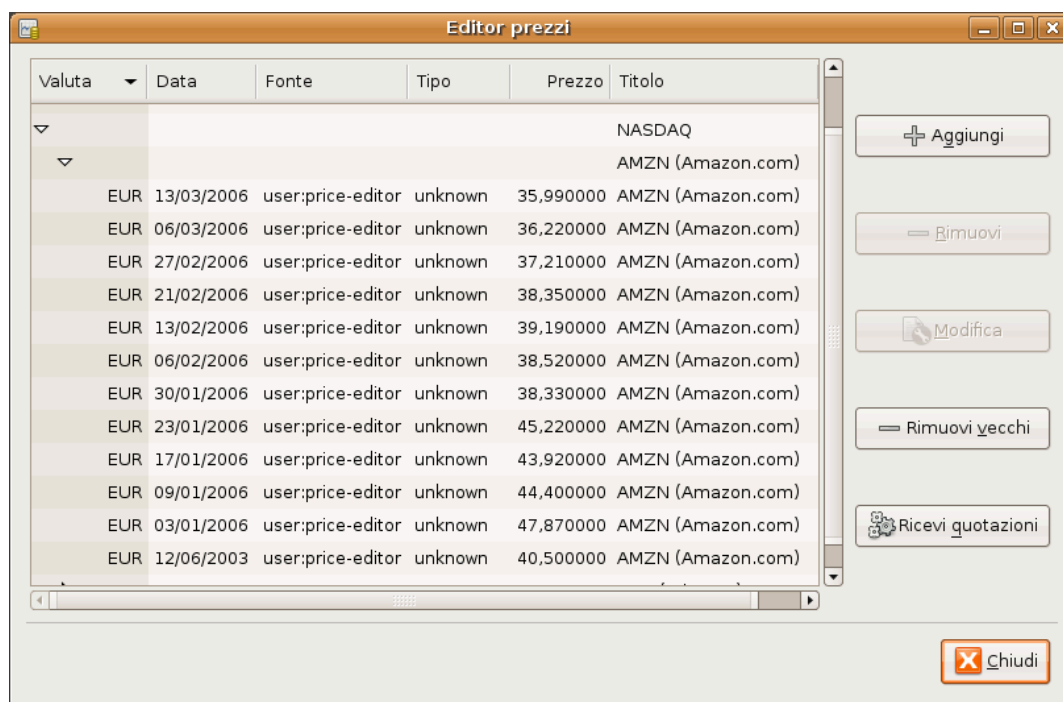 Editor prezzi
Valuta Data Fonte Tipo Prezzo Titolo
NASDAQ
AMZN (Amazon.com)
EUR 13/03/2006 user:price-editor unknown 35,990000 AMZN (Amazon.com)
EUR 06/03/2006 user:price-editor unknown 36,220000 AMZN (Amazon.com)
EUR 27/02/2006 user:price-editor unknown 37,210000 AMZN (Amazon.com)
EUR 21/02/2006 user:price-editor unknown 38,350000 AMZN (Amazon.com)
EUR 13/02/2006 user:price-editor unknown 39,190000 AMZN (Amazon.com)
EUR 06/02/2006 user:price-editor unknown 38,520000 AMZN (Amazon.com)
EUR 30/01/2006 user:price-editor unknown 38,330000 AMZN (Amazon.com)
EUR 23/01/2006 user:price-editor unknown 45,220000 AMZN (Amazon.com)
EUR 17/01/2006 user:price-editor unknown 43,920000 AMZN (Amazon.com)
EUR 09/01/2006 user:price-editor unknown 44,400000 AMZN (Amazon.com)
EUR 03/01/2006 user:price-editor unknown 47,870000 AMZN (Amazon.com)
EUR 12/06/2003 user:price-editor unknown 40,500000 AMZN (Amazon.com)
Aggiungi
Rimuovi
Modifica
Rimuovi vecchi
Ricevi quotazioni
Chiudi